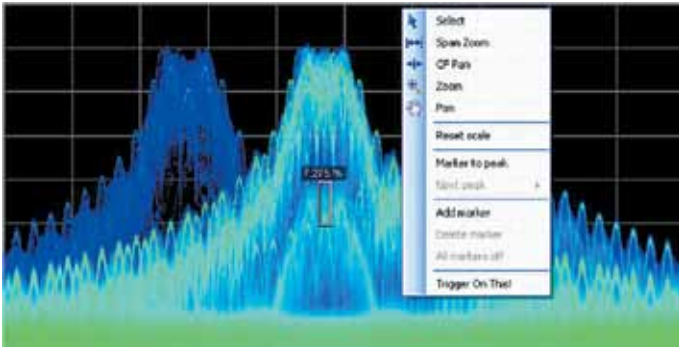 Select
Span Zoom
CF Pan
Zoom
Pan
Reset scale
Marker to peak
Next peak
Add marker
Delete marker
All markers off
Trigger On This!